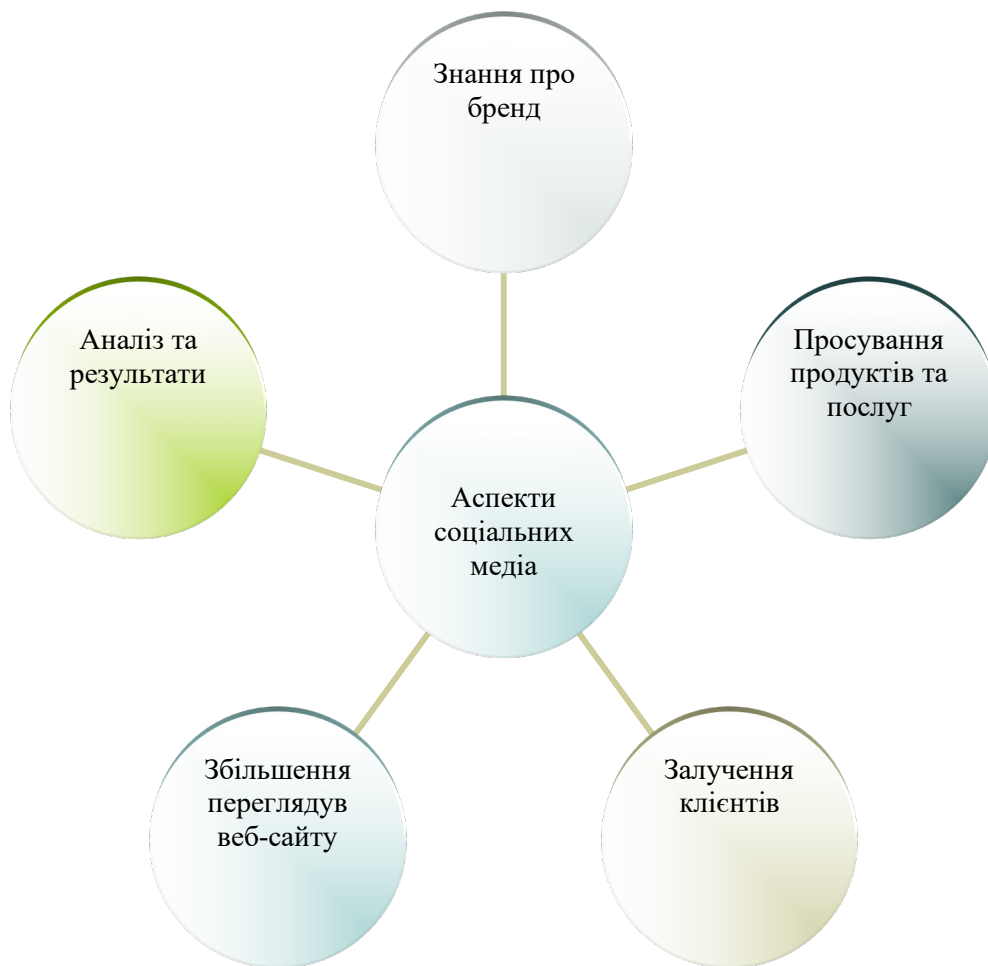 Знання про
бренд
Аналіз та
результати
Просування
продуктів та
послуг
Аспекти
соціальних
медіа
Збільшення
переглядув
веб-сайту
Залучення
клієнтів